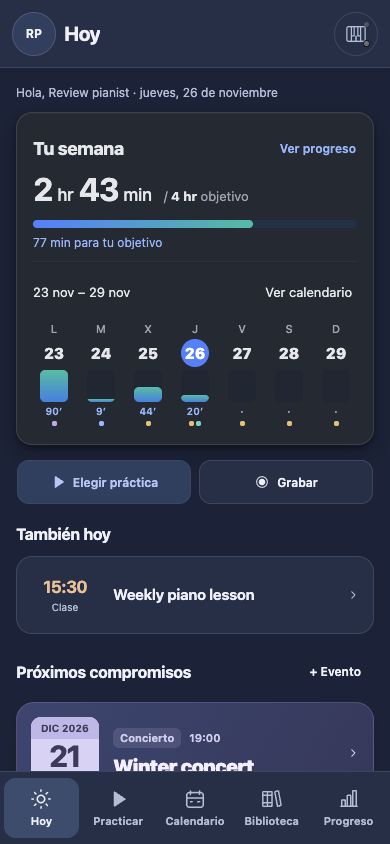 RP
Hoy
Hola, Review pianist · jueves, 26 de noviembre
Tu semana
Ver progreso
2 hr 43 min / 4 hr objetivo
77 min para tu objetivo
23 nov – 29 nov
Ver calendario
L M X J V S D
23 24 25 26 27 28 29
90′ 9′ 44′ 20′ · · ·
Elegir práctica
Grabar
También hoy
15:30
Clase
Weekly piano lesson
Próximos compromisos
+ Evento
DIC 2026
21
Concierto 19:00
Winter concert
Hoy
Practicar
Calendario
Biblioteca
Progreso